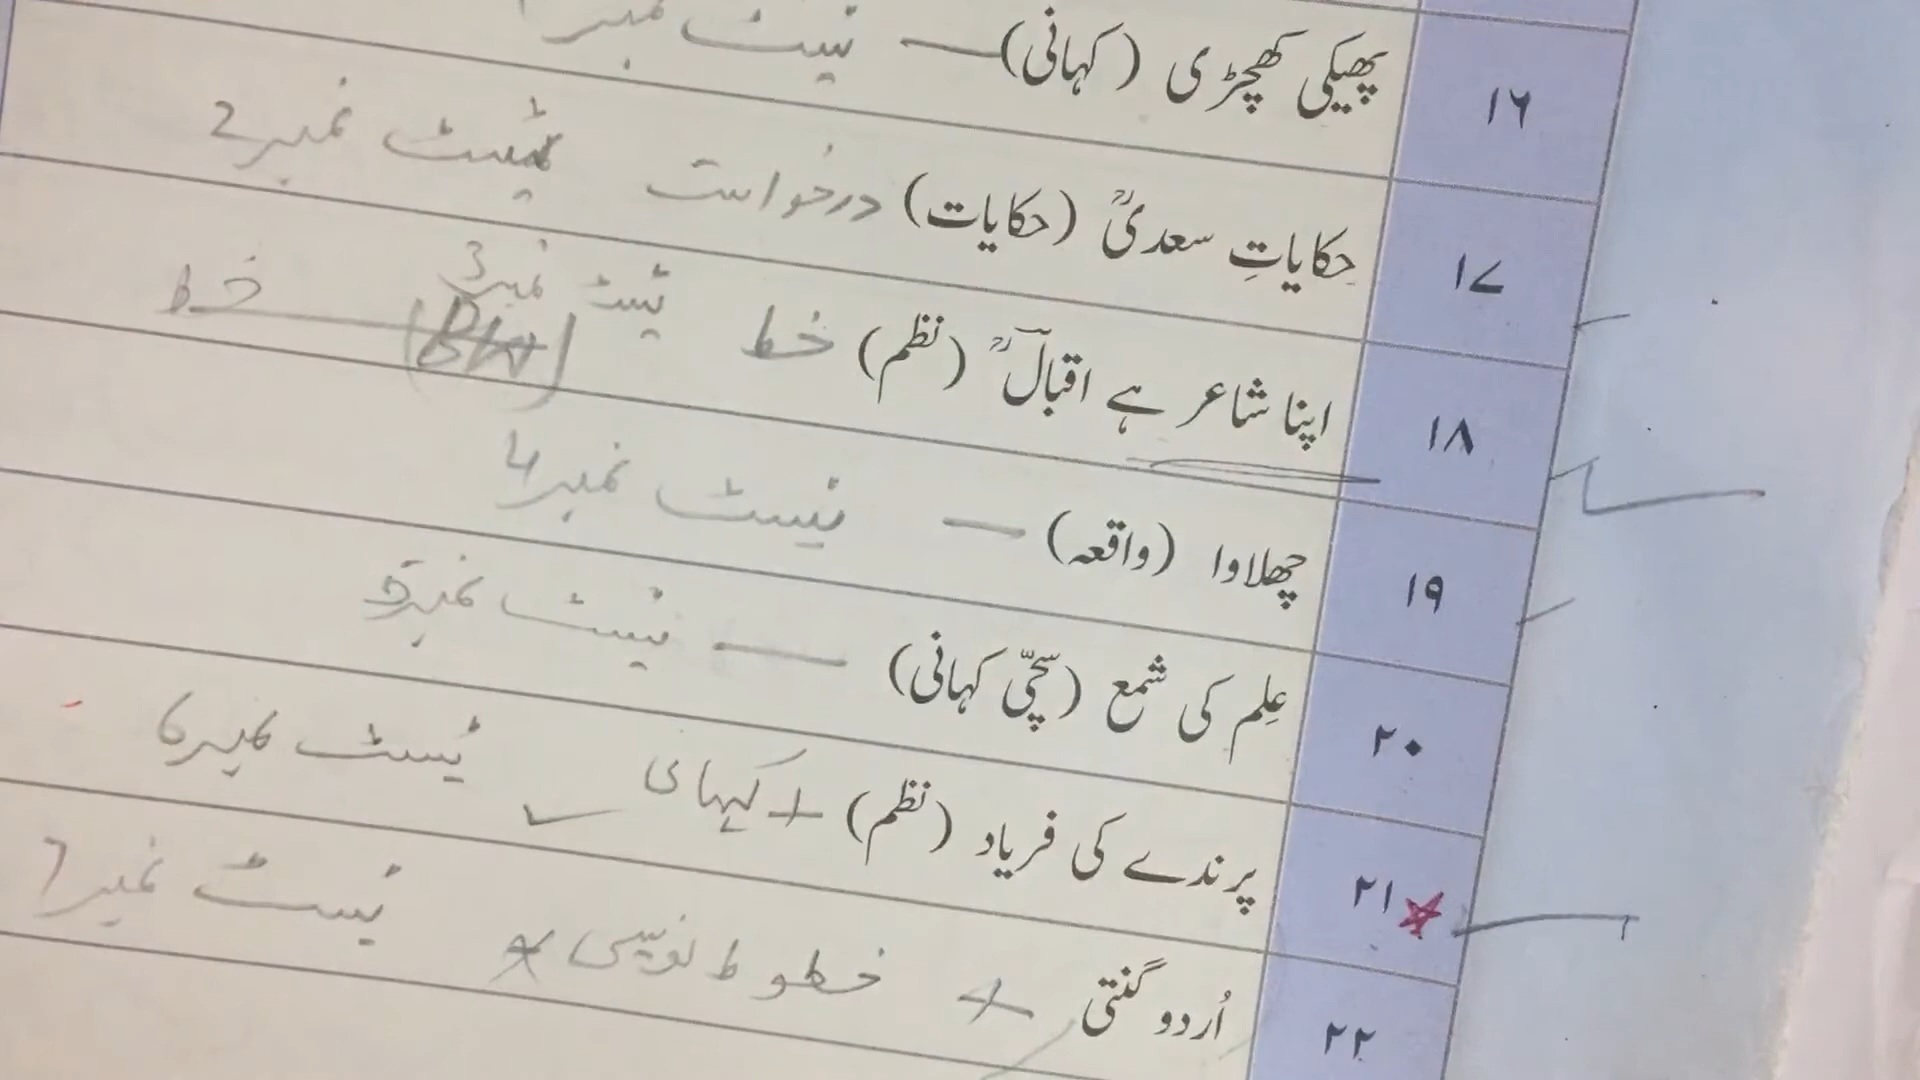 ۱۶ پھیکی کھچڑی (کہانی) — ٹیسٹ نمبر
۱۷ حکایاتِ سعدیؒ (حکایات) درخواست ٹیسٹ نمبر 2
۱۸ اپنا شاعر ہے اقبالؒ (نظم) خط ٹیسٹ نمبر 3 خط
۱۹ چھلاوا (واقعہ) — ٹیسٹ نمبر 4
۲۰ عِلم کی شمع (سچّی کہانی) — ٹیسٹ نمبر 5
۲۱ پرندے کی فریاد (نظم) + کہانی ٹیسٹ نمبر 6
۲۲ اُردو گنتی + خطوط نویسی ٹیسٹ نمبر 7